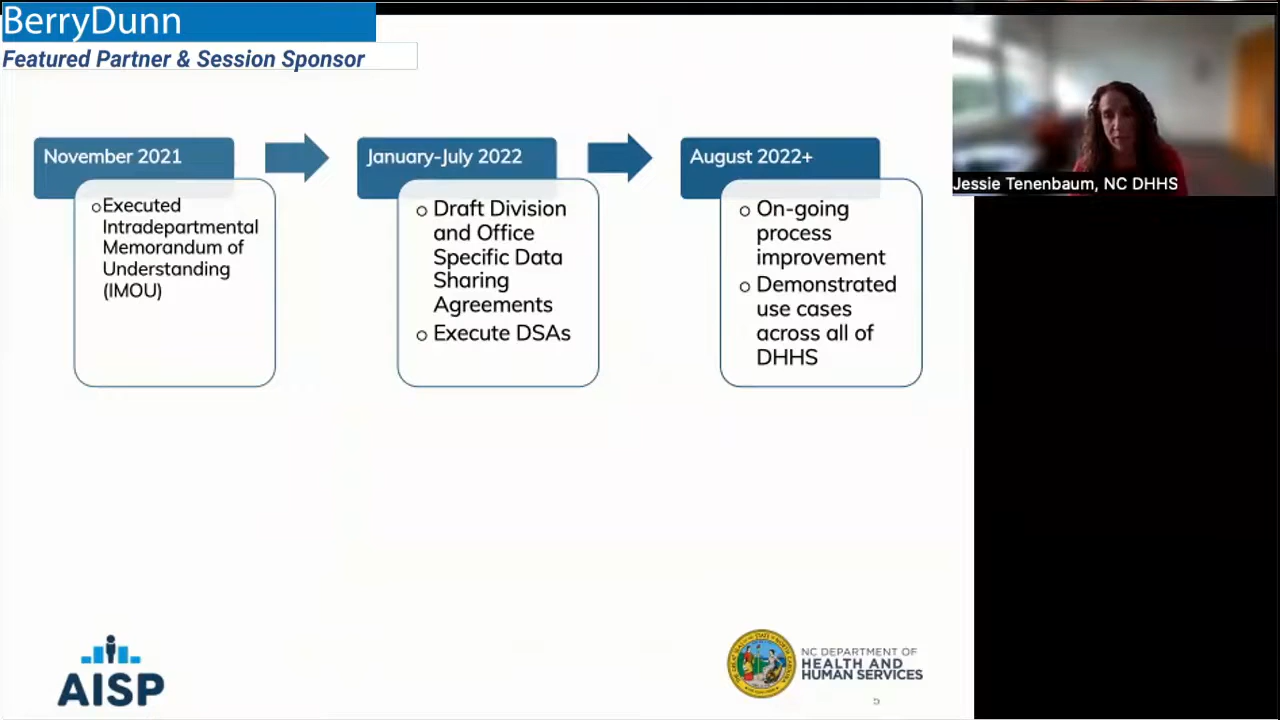 BerryDunn
Featured Partner & Session Sponsor
Jessie Tenenbaum, NC DHHS
November 2021
○Executed
Intradepartmental
Memorandum of
Understanding
(IMOU)
January-July 2022
○ Draft Division
and Office
Specific Data
Sharing
Agreements
○ Execute DSAs
August 2022+
○ On-going
process
improvement
○ Demonstrated
use cases
across all of
DHHS
AISP
NC DEPARTMENT OF
HEALTH AND
HUMAN SERVICES
5